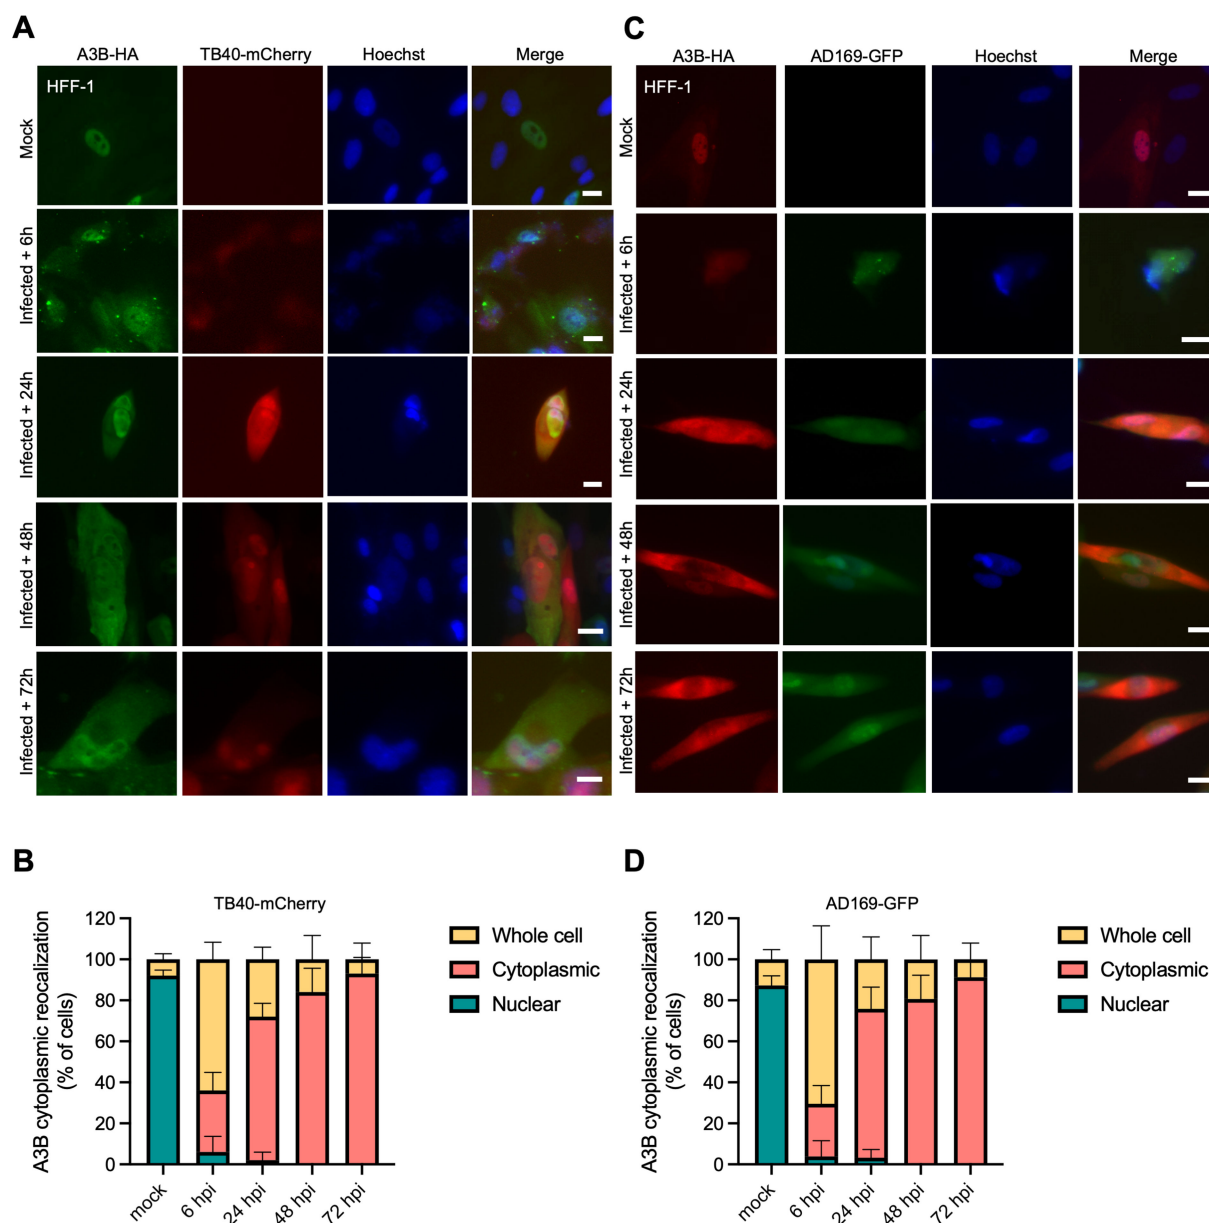 A
A3B-HA TB40-mCherry Hoechst Merge
HFF-1
Mock
Infected + 6h
Infected + 24h
Infected + 48h
Infected + 72h
C
A3B-HA AD169-GFP Hoechst Merge
HFF-1
Mock
Infected + 6h
Infected + 24h
Infected + 48h
Infected + 72h
B
TB40-mCherry
A3B cytoplasmic reocalization
(% of cells)
120
100
80
60
40
20
0
mock 6 hpi 24 hpi 48 hpi 72 hpi
Whole cell
Cytoplasmic
Nuclear
D
AD169-GFP
A3B cytoplasmic reocalization
(% of cells)
120
100
80
60
40
20
0
mock 6 hpi 24 hpi 48 hpi 72 hpi
Whole cell
Cytoplasmic
Nuclear